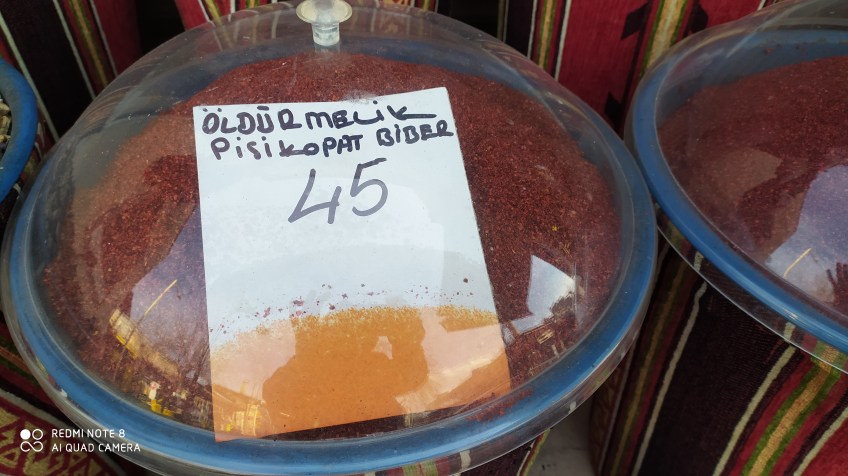 ÖLDÜRMELİK
PİSİKOPAT BİBER
45
REDMI NOTE 8
AI QUAD CAMERA